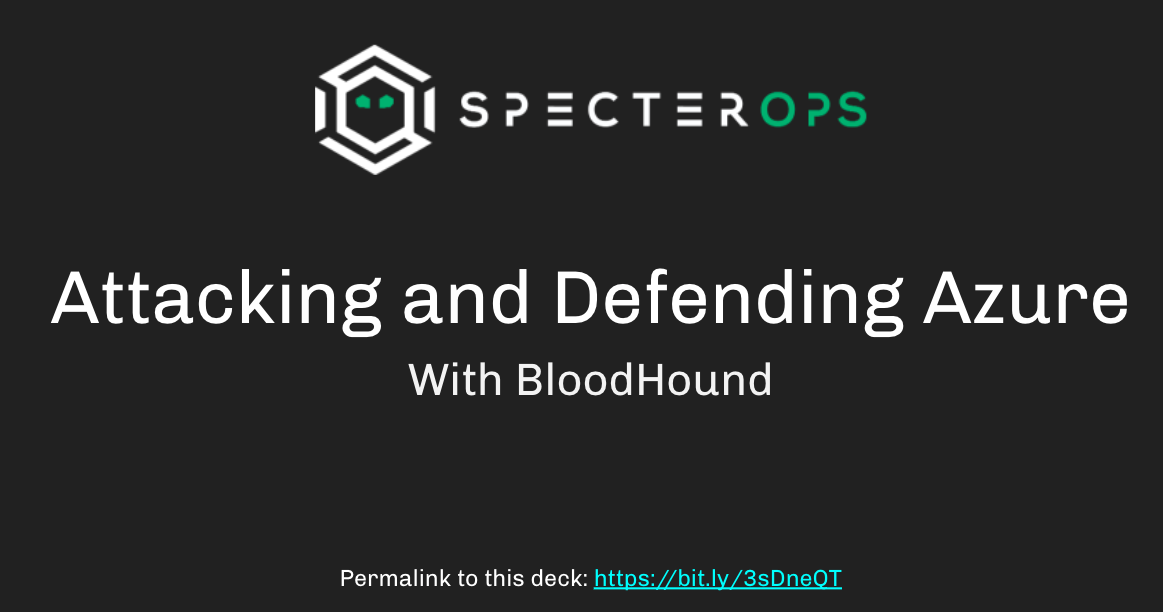 SPECTEROPS
Attacking and Defending Azure
With BloodHound
Permalink to this deck: https://bit.ly/3sDneQT